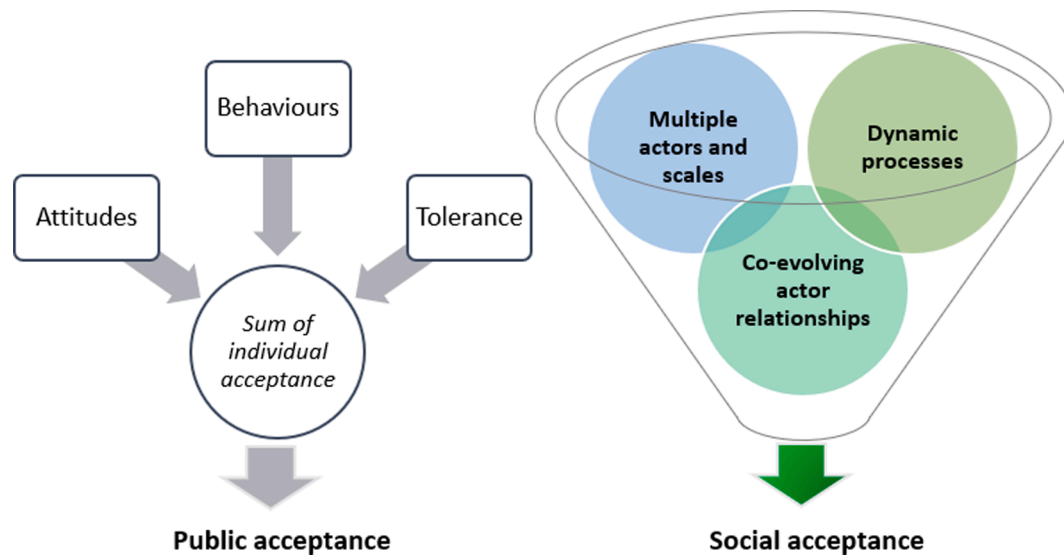 Behaviours
Attitudes
Tolerance
Sum of
individual
acceptance
Public acceptance
Multiple
actors and
scales
Dynamic
processes
Co-evolving
actor
relationships
Social acceptance